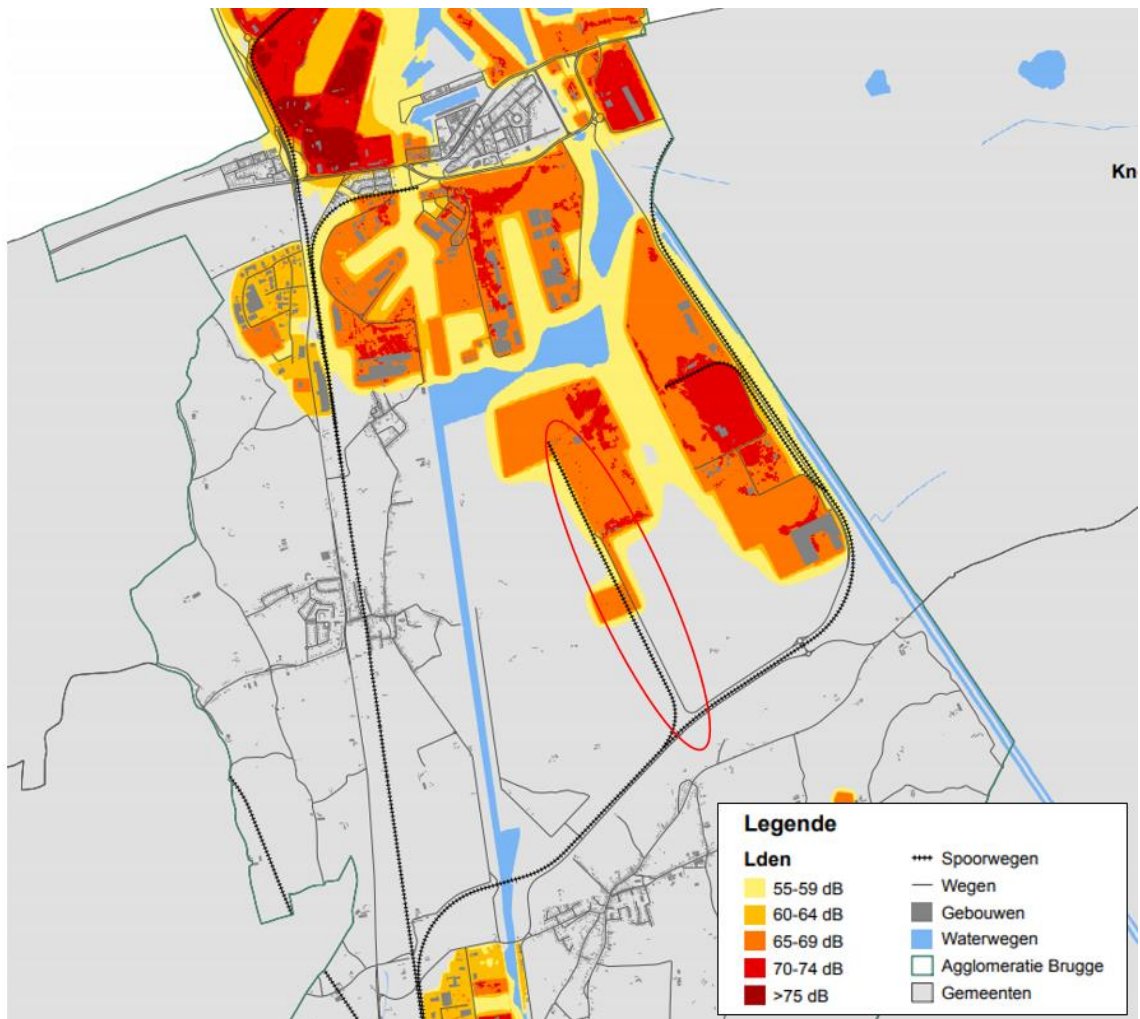 Kn
Legende
Lden
55-59 dB
60-64 dB
65-69 dB
70-74 dB
>75 dB
Spoorwegen
Wegen
Gebouwen
Waterwegen
Agglomeratie Brugge
Gemeenten